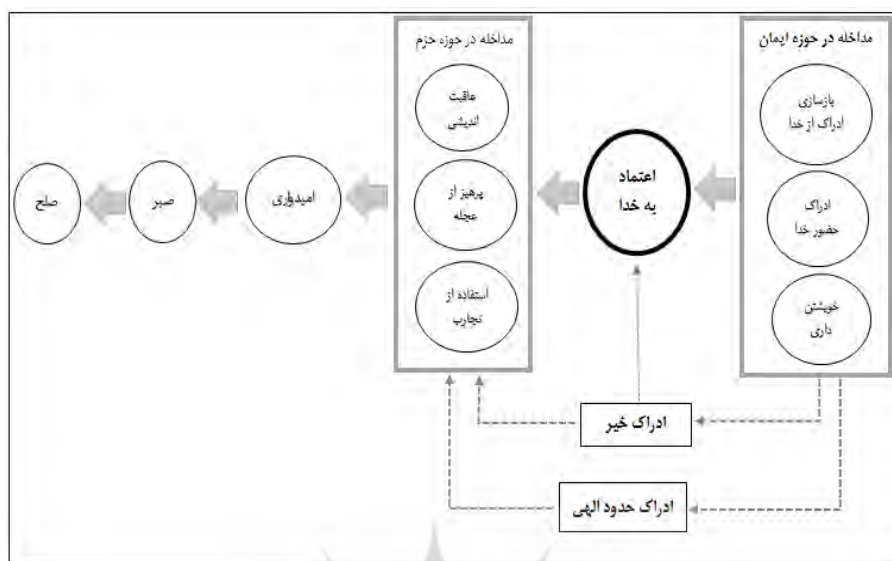 مداخله در حوزه ایمان
بازسازی
ادراک از خدا
ادراک
حضور خدا
خویشتن
داری
اعتماد
به خدا
مداخله در حوزه حزم
عاقبت
اندیشی
پرهیز از
عجله
استفاده از
تجارب
امیدواری
صبر
صلح
ادراک خیر
ادراک حدود الهی